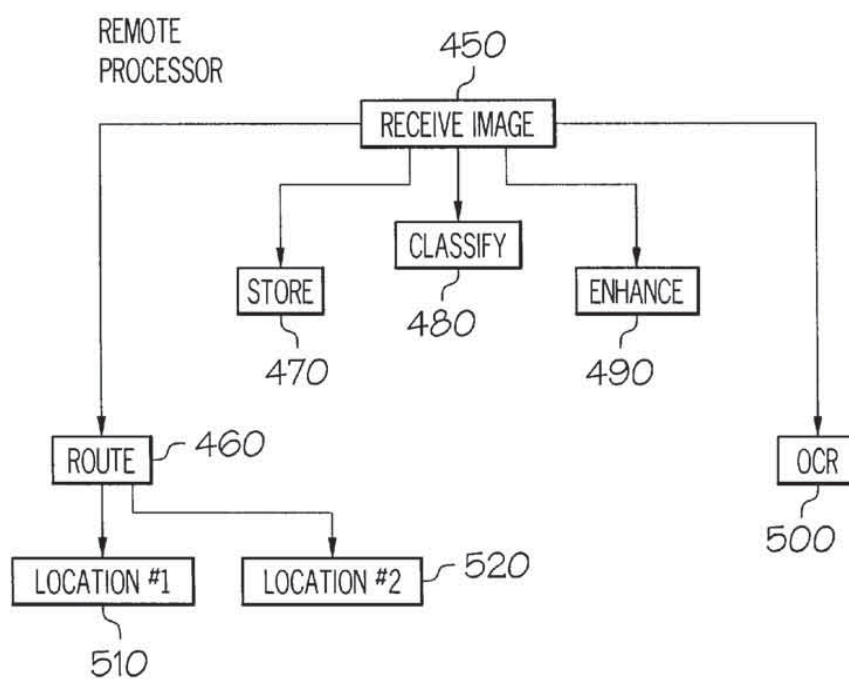 REMOTE
PROCESSOR
450
RECEIVE IMAGE
CLASSIFY
480
STORE
470
ENHANCE
490
ROUTE
460
OCR
500
LOCATION #1
510
LOCATION #2
520